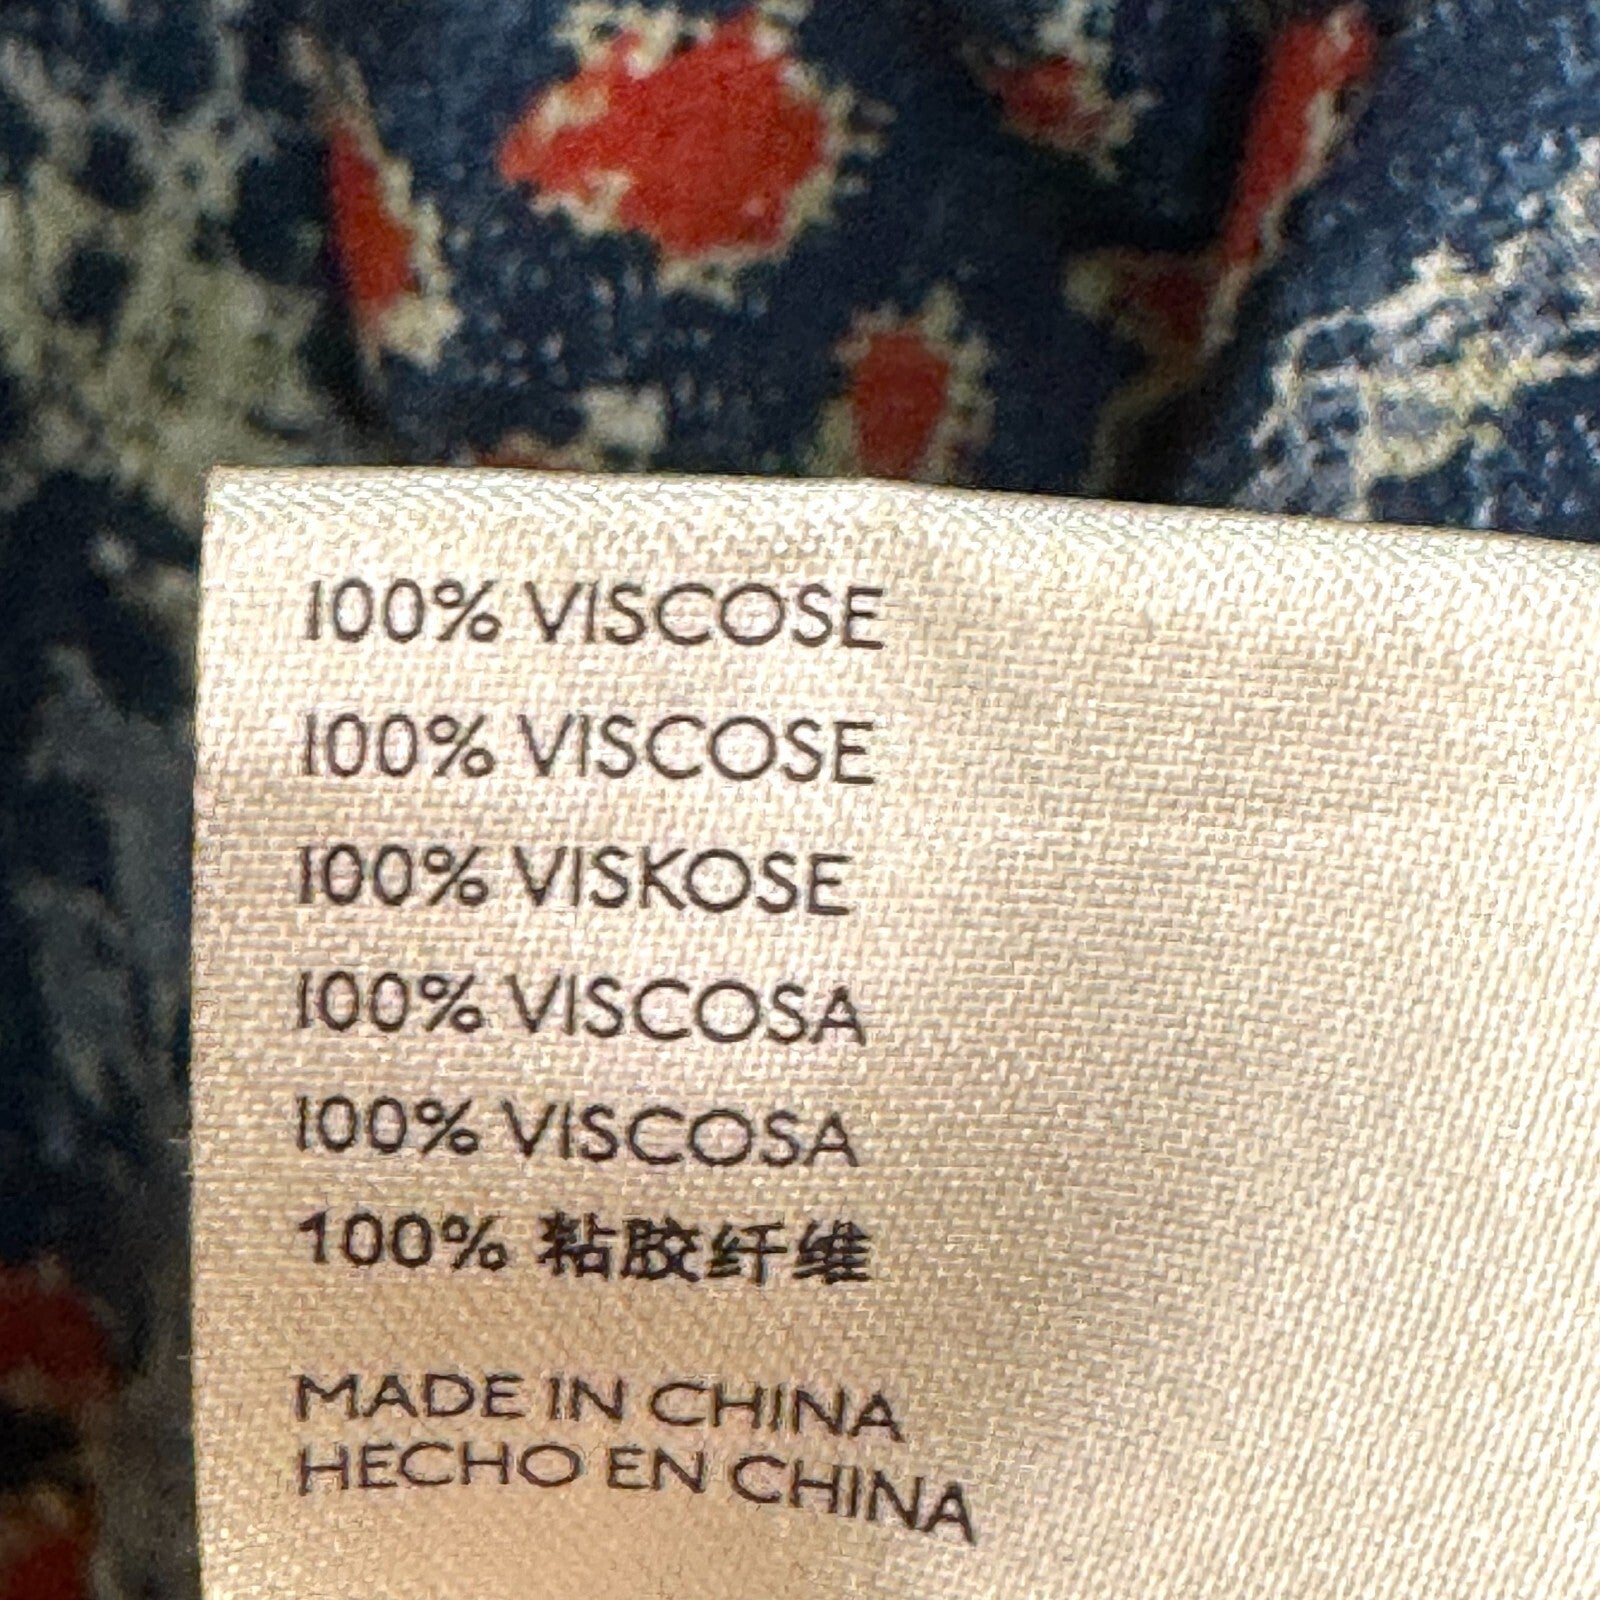 100% VISCOSE
100% VISCOSE
100% VISKOSE
100% VISCOSA
100% VISCOSA
100% 粘胶纤维
MADE IN CHINA
HECHO EN CHINA